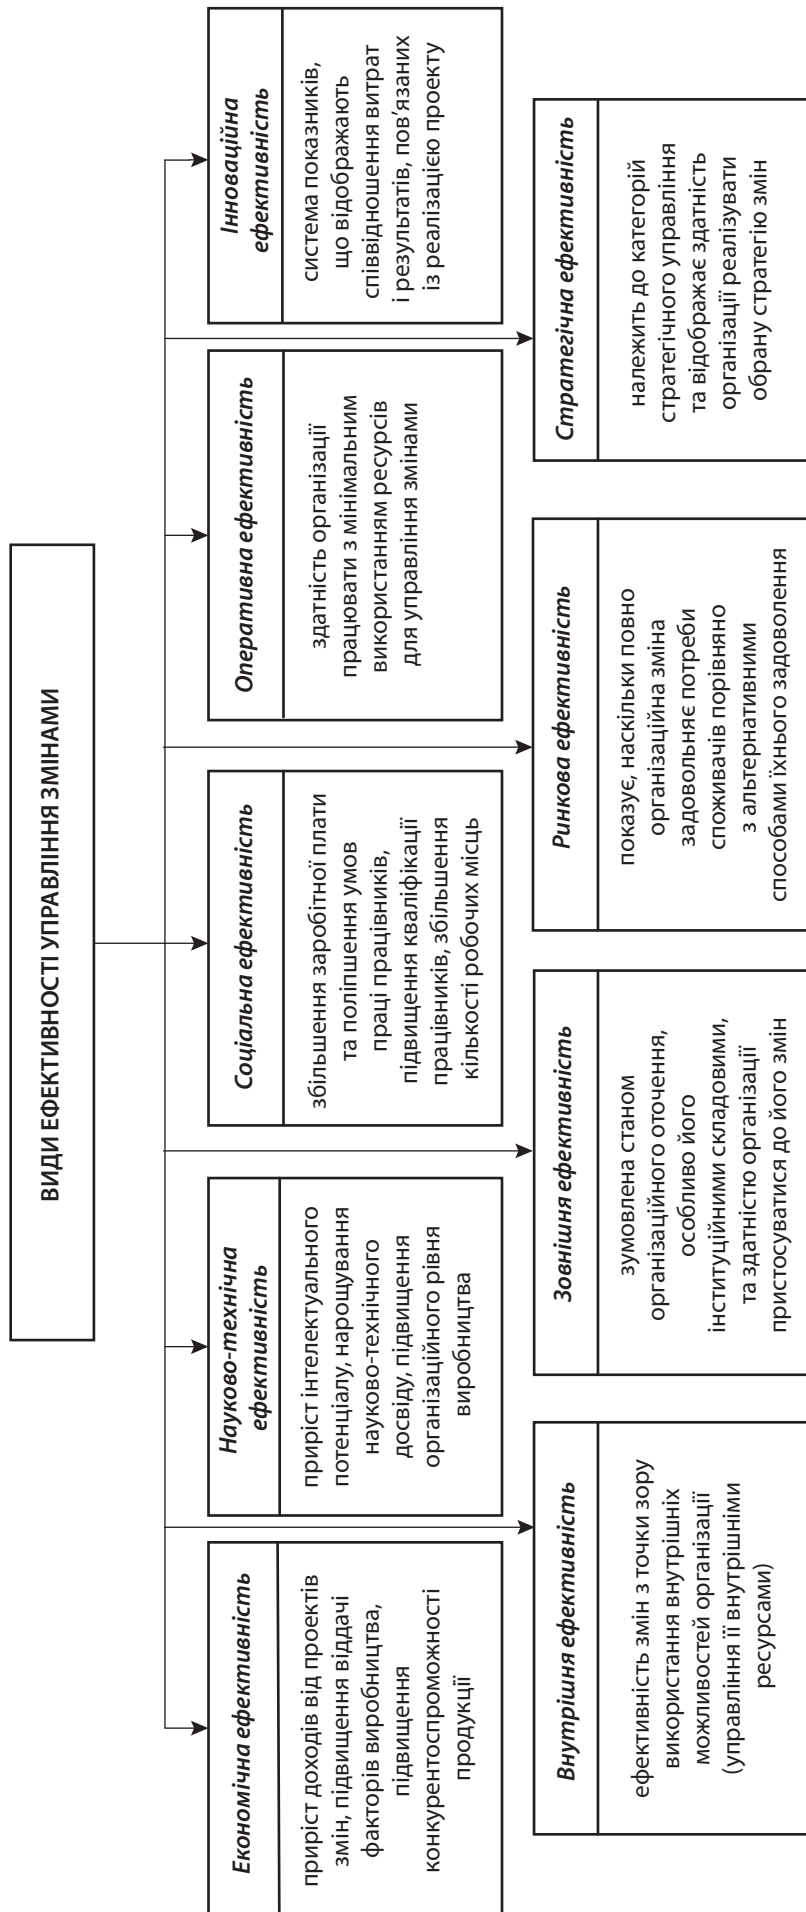 ВИДИ ЕФЕКТИВНОСТІ УПРАВЛІННЯ ЗМІНАМИ
Економічна ефективність
приріст доходів від проектів
змін, підвищення віддачі
факторів виробництва,
підвищення
конкурентоспроможності
продукції
Науково-технічна
ефективність
приріст інтелектуального
потенціалу, нарощування
науково-технічного
досвіду, підвищення
організаційного рівня
виробництва
Соціальна ефективність
збільшення заробітної плати
та поліпшення умов
праці працівників,
підвищення кваліфікації
працівників, збільшення
кількості робочих місць
Оперативна ефективність
здатність організації
працювати з мінімальним
використанням ресурсів
для управління змінами
Інноваційна
ефективність
система показників,
що відображають
співвідношення витрат
і результатів, пов’язаних
із реалізацією проекту
Внутрішня ефективність
ефективність змін з точки зору
використання внутрішніх
можливостей організації
(управління її внутрішніми
ресурсами)
Зовнішня ефективність
зумовлена станом
організаційного оточення,
особливо його
інституційними складовими,
та здатністю організації
пристосуватися до його змін
Ринкова ефективність
показує, наскільки повно
організаційна зміна
задовольняє потреби
споживачів порівняно
з альтернативними
способами їхнього задоволення
Стратегічна ефективність
належить до категорій
стратегічного управління
та відображає здатність
організації реалізувати
обрану стратегію змін